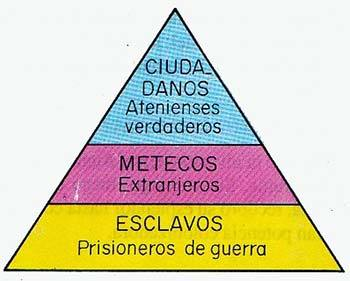 CIUDA_
DANOS
Atenienses
verdaderos
METECOS
Extranjeros
ESCLAVOS
Prisioneros de guerra